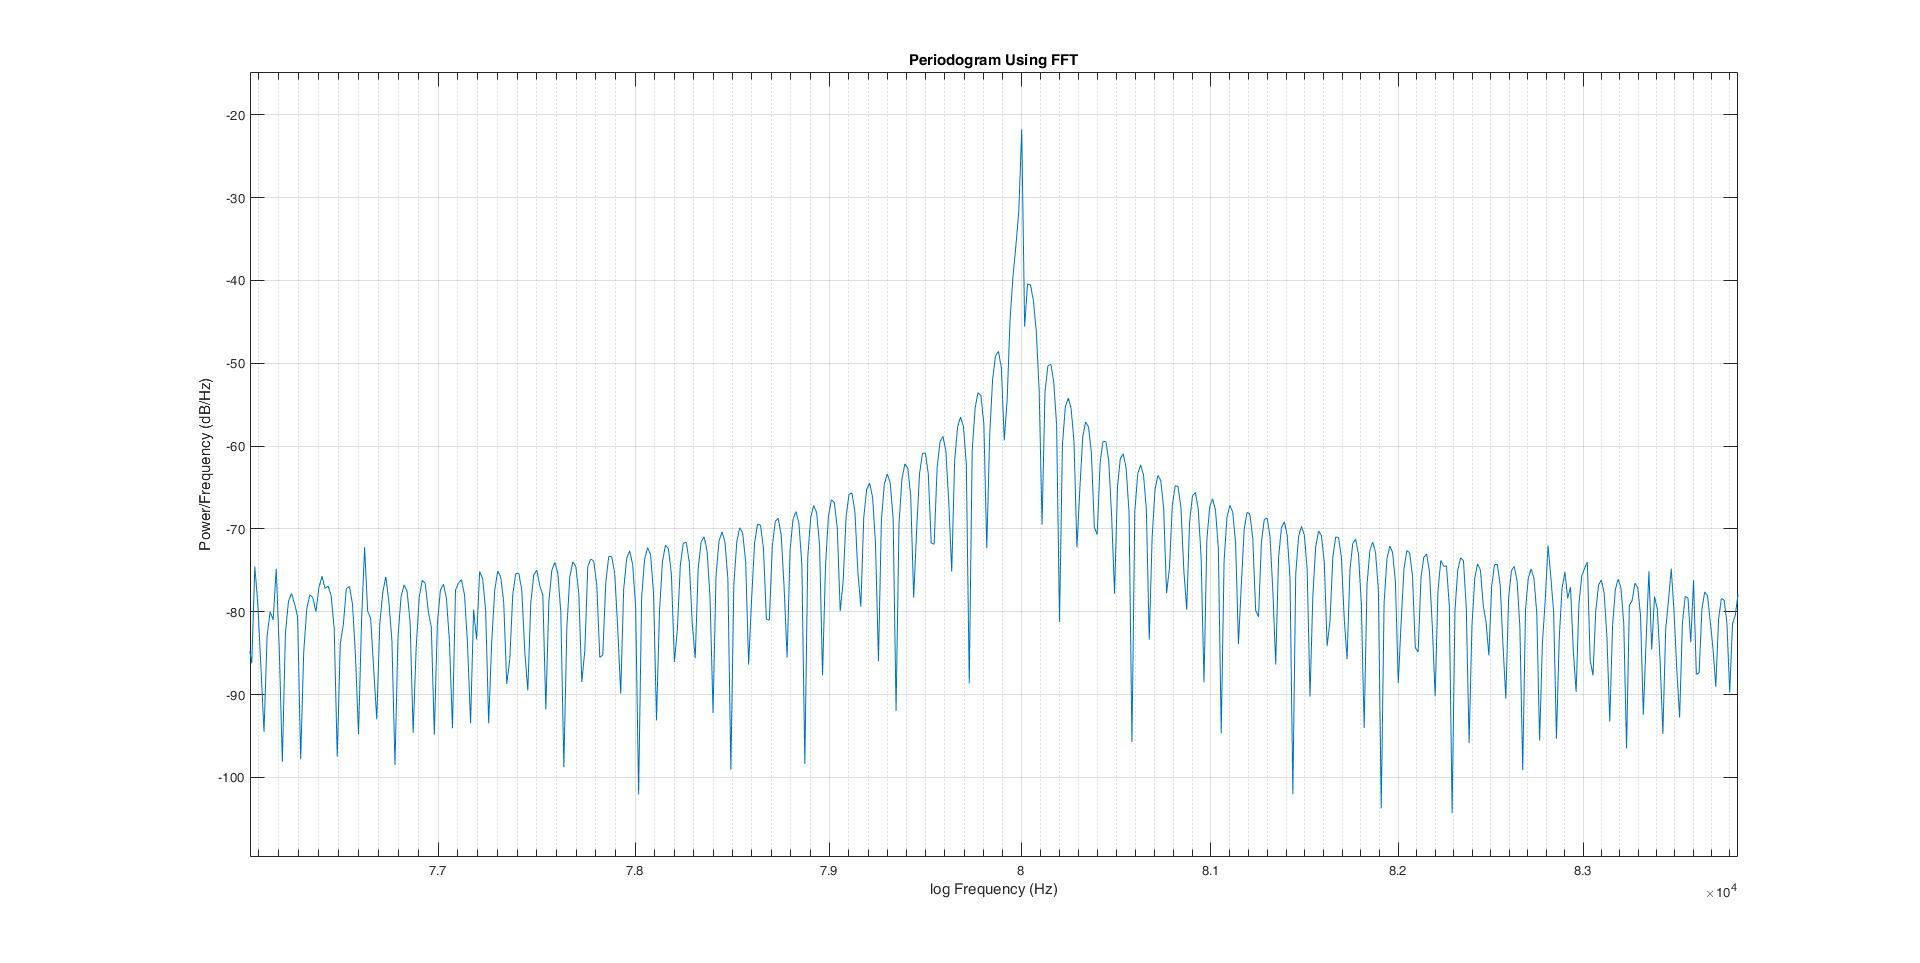 Periodogram Using FFT
Power/Frequency (dB/Hz)
-20
-30
-40
-50
-60
-70
-80
-90
-100
7.7 7.8 7.9 8 8.1 8.2 8.3
log Frequency (Hz)
×10⁴